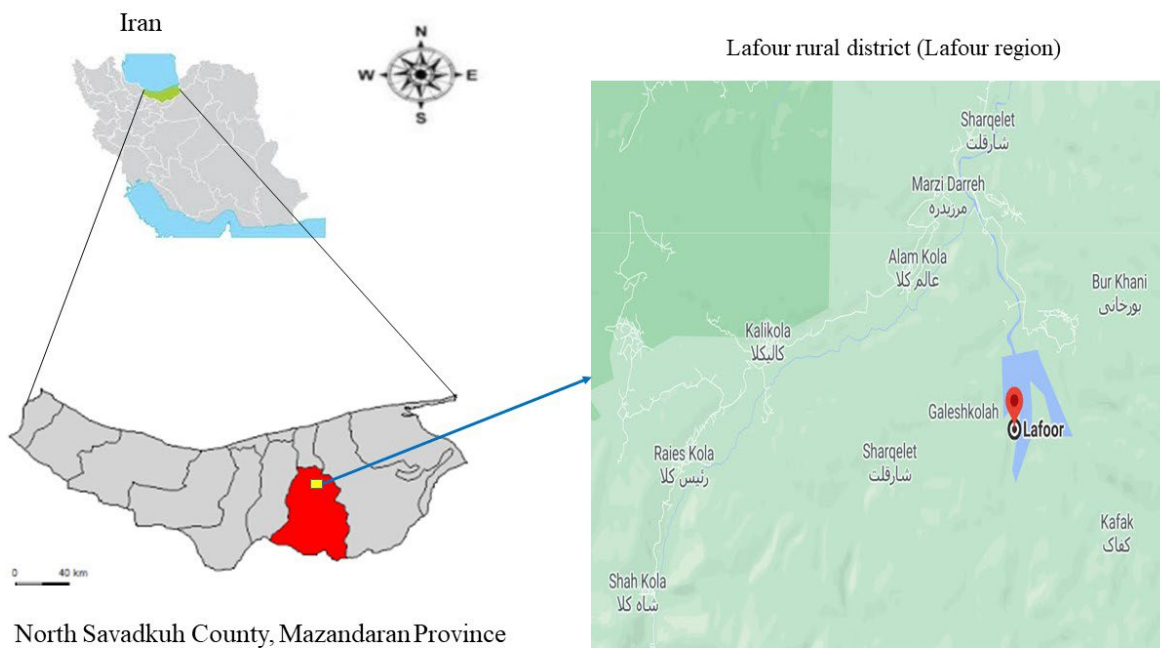 Iran
N
W E
S
Lafour rural district (Lafour region)
Sharqelet
شارقلت
Marzi Darreh
مرزیدره
Alam Kola
عالم کلا
Bur Khani
بورخانی
Kalikola
کالیکلا
Galeshkolah
Lafoor
Raies Kola
رئیس کلا
Sharqelet
شارقلت
Kafak
کفاک
Shah Kola
شاه کلا
0 40 km
North Savadkuh County, Mazandaran Province